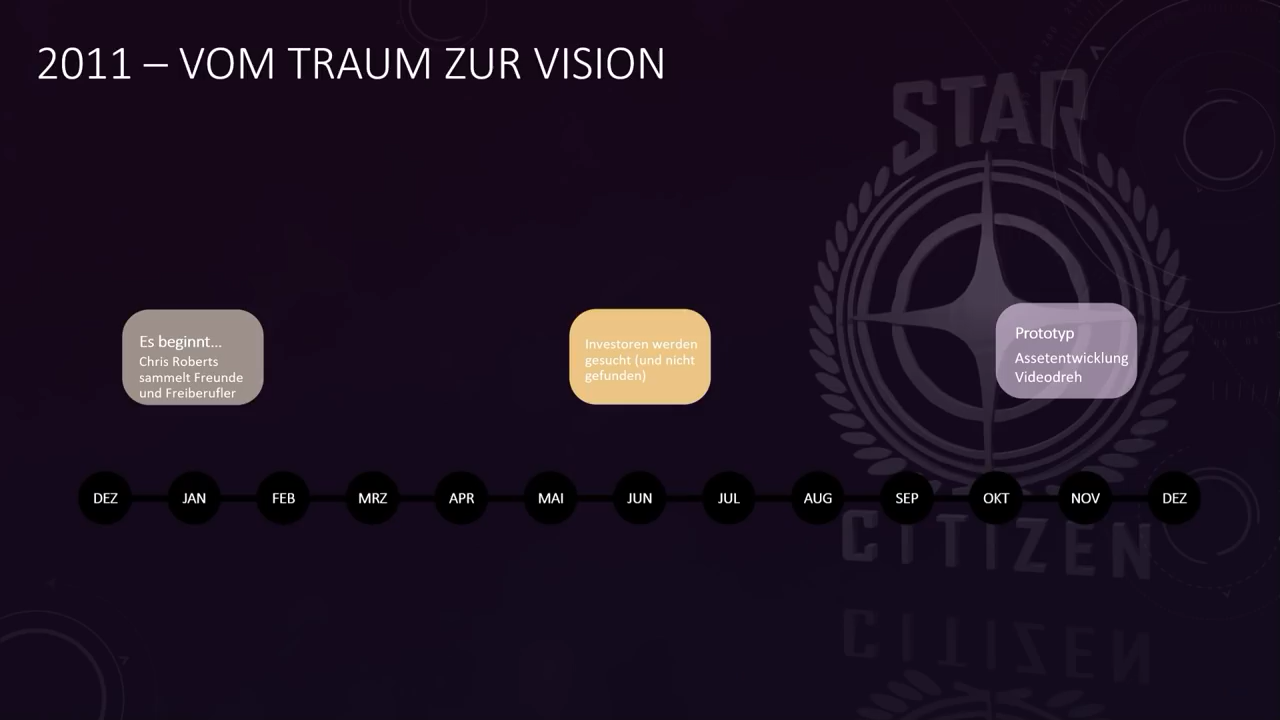 2011 – VOM TRAUM ZUR VISION
STAR
Es beginnt...
Chris Roberts
sammelt Freunde
und Freiberufler
Investoren werden
gesucht (und nicht
gefunden)
Prototyp
Assetentwicklung
Videodreh
DEZ JAN FEB MRZ APR MAI JUN JUL AUG SEP OKT NOV DEZ
CITIZEN